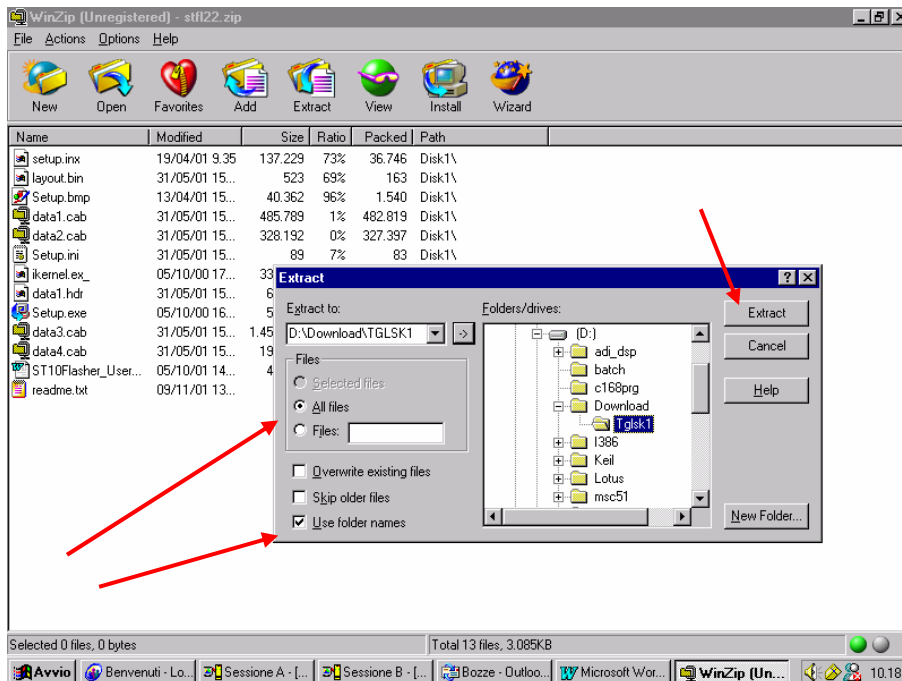 WinZip (Unregistered) - stfl22.zip
File Actions Options Help
New Open Favorites Add Extract View Install Wizard
Name Modified Size Ratio Packed Path
setup.inx 19/04/01 9.35 137.229 73% 36.746 Disk1\
layout.bin 31/05/01 15... 523 69% 163 Disk1\
Setup.bmp 13/04/01 15... 40.362 96% 1.540 Disk1\
data1.cab 31/05/01 15... 485.789 1% 482.819 Disk1\
data2.cab 31/05/01 15... 328.192 0% 327.397 Disk1\
Setup.ini 31/05/01 15... 89 7% 83 Disk1\
ikernel.ex_ 05/10/00 17... 33
data1.hdr 31/05/01 15... 6
Setup.exe 05/10/00 16... 5
data3.cab 31/05/01 15... 1.45
data4.cab 31/05/01 15... 19
ST10Flasher_User... 05/10/01 14... 4
readme.txt 09/11/01 13...
Extract
Extract to:
D:\Download\TGLSK1
Files
Selected files
All files
Files:
Overwrite existing files
Skip older files
Use folder names
Folders/drives:
(D:)
adi_dsp
batch
c168prg
Download
Tglsk1
I386
Keil
Lotus
msc51
Extract
Cancel
Help
New Folder...
Selected 0 files, 0 bytes Total 13 files, 3.085KB
Avvio Benvenuti - Lo... Sessione A - [... Sessione B - [... Bozze - Outloo... Microsoft Wor... WinZip (Un... 10.18